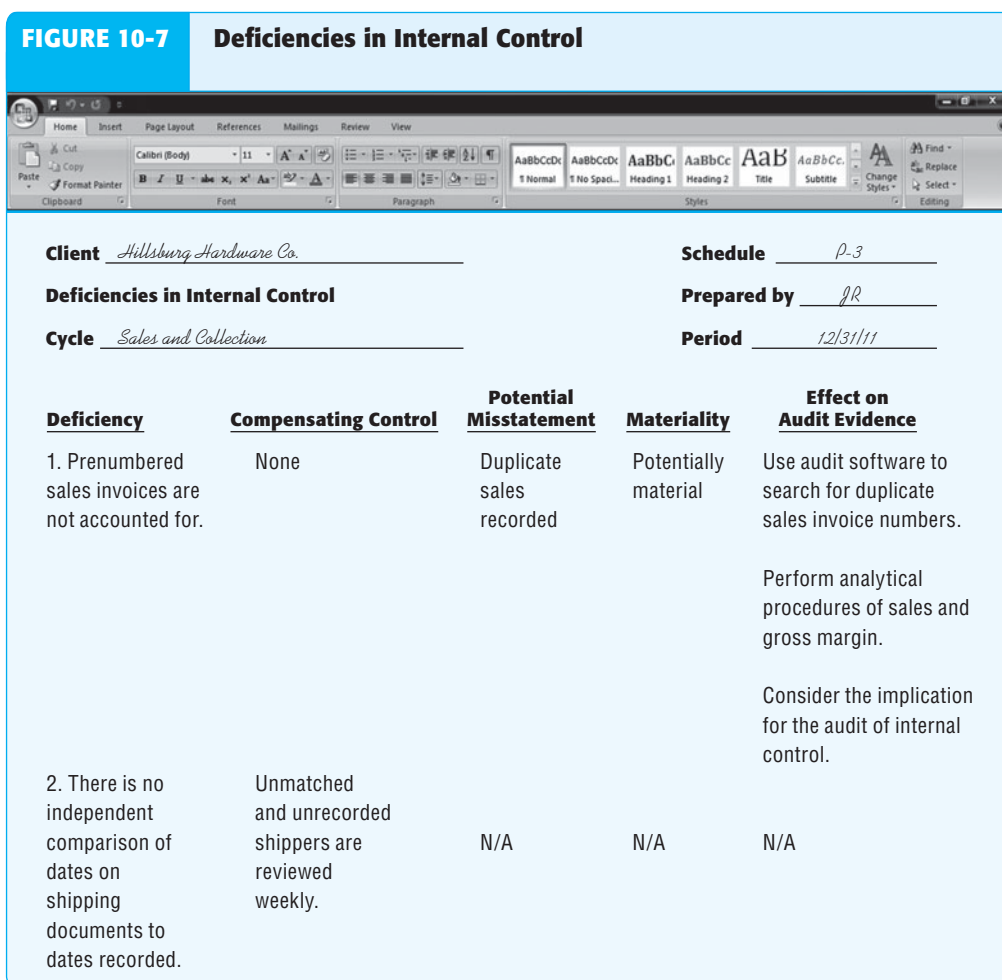 FIGURE 10-7 Deficiencies in Internal Control
Home Insert Page Layout References Mailings Review View
Cut
Copy
Paste
Format Painter
Clipboard
Calibri (Body) 11
Font
Paragraph
AaBbCcDc AaBbCcDc AaBbC AaBbCc AaB AaBbCc.
¶ Normal ¶ No Spaci... Heading 1 Heading 2 Title Subtitle
Change Styles
Styles
Find
Replace
Select
Editing
Client Hillsburg Hardware Co. Schedule P-3
Deficiencies in Internal Control Prepared by JR
Cycle Sales and Collection Period 12/31/11
Deficiency Compensating Control Potential Misstatement Materiality Effect on Audit Evidence
1. Prenumbered
sales invoices are
not accounted for.
None
Duplicate
sales
recorded
Potentially
material
Use audit software to
search for duplicate
sales invoice numbers.
Perform analytical
procedures of sales and
gross margin.
Consider the implication
for the audit of internal
control.
2. There is no
independent
comparison of
dates on
shipping
documents to
dates recorded.
Unmatched
and unrecorded
shippers are
reviewed
weekly.
N/A
N/A
N/A